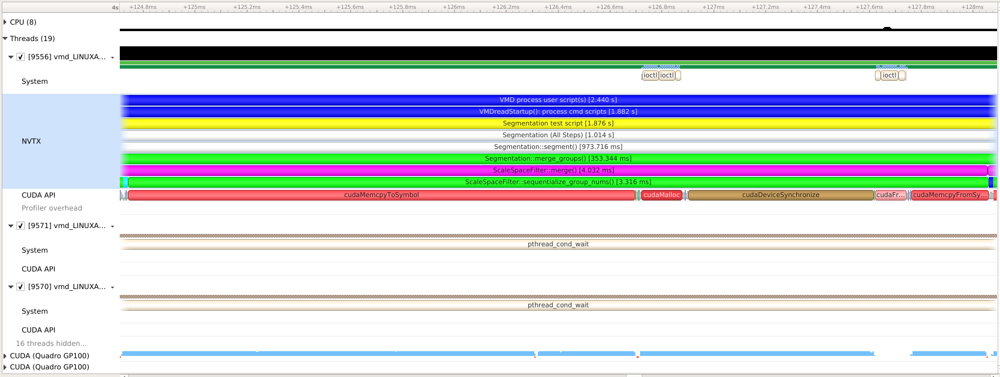 4s +124.8ms +125ms +125.2ms +125.4ms +125.6ms +125.8ms +126ms +126.2ms +126.4ms +126.6ms +126.8ms +127ms +127.2ms +127.4ms +127.6ms +127.8ms +128ms
CPU (8)
Threads (19)
[9556] vmd_LINUXA...
System
ioctl ioctl ioctl
NVTX
VMD process user script(s) [2.440 s]
VMDreadStartup(): process cmd scripts [1.882 s]
Segmentation test script [1.876 s]
Segmentation (All Steps) [1.014 s]
Segmentation::segment() [973.716 ms]
Segmentation::merge_groups() [353.344 ms]
ScaleSpaceFilter::merge() [4.032 ms] ...
ScaleSpaceFilter::sequentialize_group_nums() [3.316 ms]
CUDA API
cudaMemcpyToSymbol cudaMalloc cudaDeviceSynchronize cudaFr... cudaMemcpyFromSy...
Profiler overhead
[9571] vmd_LINUXA...
System
pthread_cond_wait
CUDA API
[9570] vmd_LINUXA...
System
pthread_cond_wait
CUDA API
16 threads hidden...
CUDA (Quadro GP100)
CUDA (Quadro GP100)